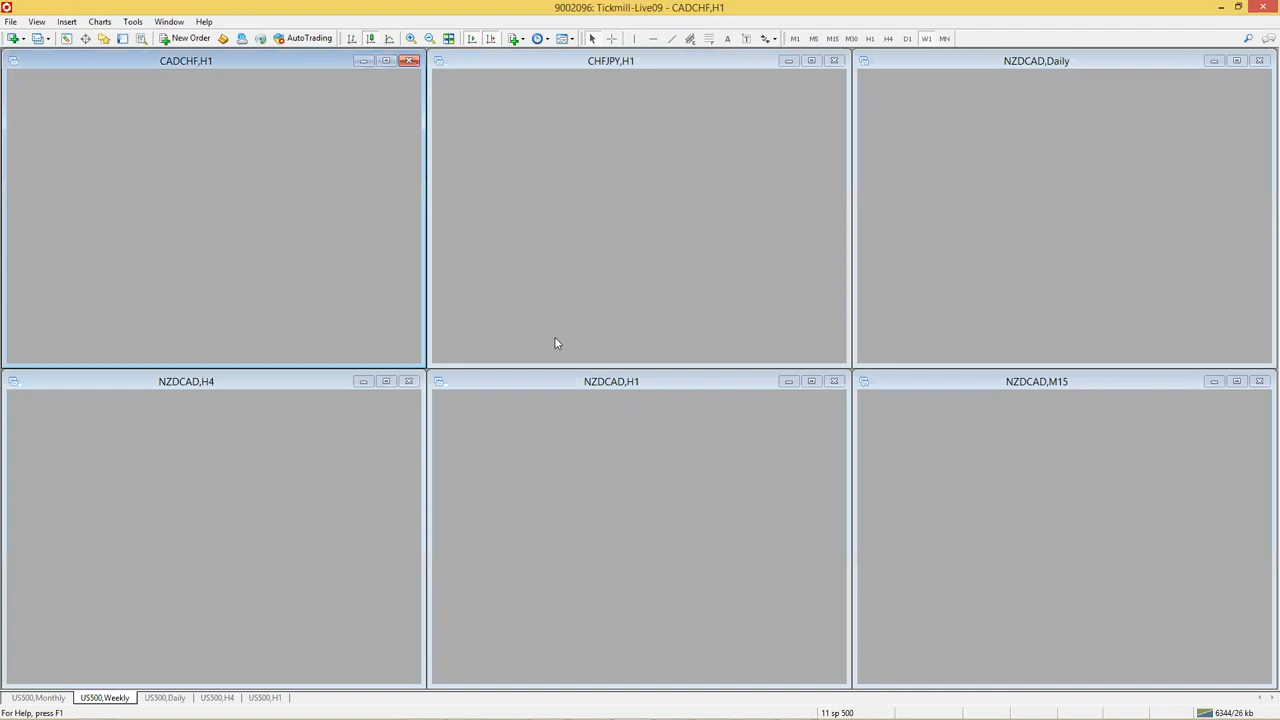 9002096: Tickmill-Live09 - CADCHF,H1
File View Insert Charts Tools Window Help
New Order AutoTrading A T M1 M5 M15 M30 H1 H4 D1 W1 MN
CADCHF,H1 CHFJPY,H1 NZDCAD,Daily
NZDCAD,H4 NZDCAD,H1 NZDCAD,M15
US500,Monthly US500,Weekly US500,Daily US500,H4 US500,H1
For Help, press F1 11 sp 500 6344/26 kb